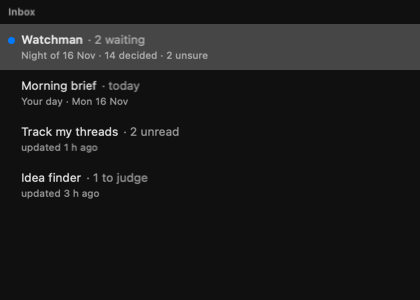 Inbox
Watchman · 2 waiting
Night of 16 Nov · 14 decided · 2 unsure
Morning brief · today
Your day · Mon 16 Nov
Track my threads · 2 unread
updated 1 h ago
Idea finder · 1 to judge
updated 3 h ago